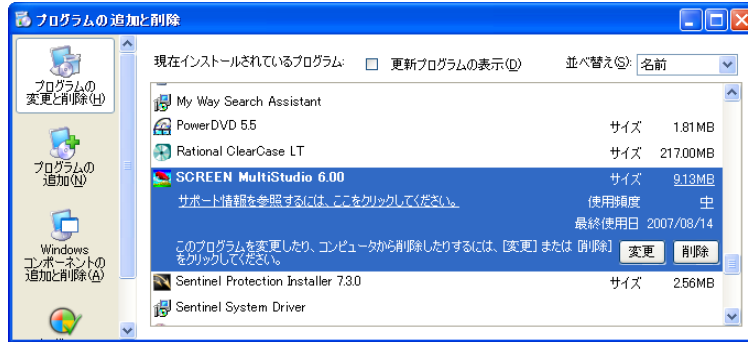 プログラムの追加と削除
プログラムの
変更と削除(H)
プログラムの
追加(N)
Windows
コンポーネントの
追加と削除(A)
現在インストールされているプログラム:
更新プログラムの表示(D)
並べ替え(S): 名前
My Way Search Assistant
PowerDVD 5.5 サイズ 1.81MB
Rational ClearCase LT サイズ 217.00MB
SCREEN MultiStudio 6.00 サイズ 9.13MB
サポート情報を参照するには、ここをクリックしてください。 使用頻度 中
最終使用日 2007/08/14
このプログラムを変更したり、コンピュータから削除したりするには、[変更] または [削除]
をクリックしてください。 変更 削除
Sentinel Protection Installer 7.3.0 サイズ 2.56MB
Sentinel System Driver